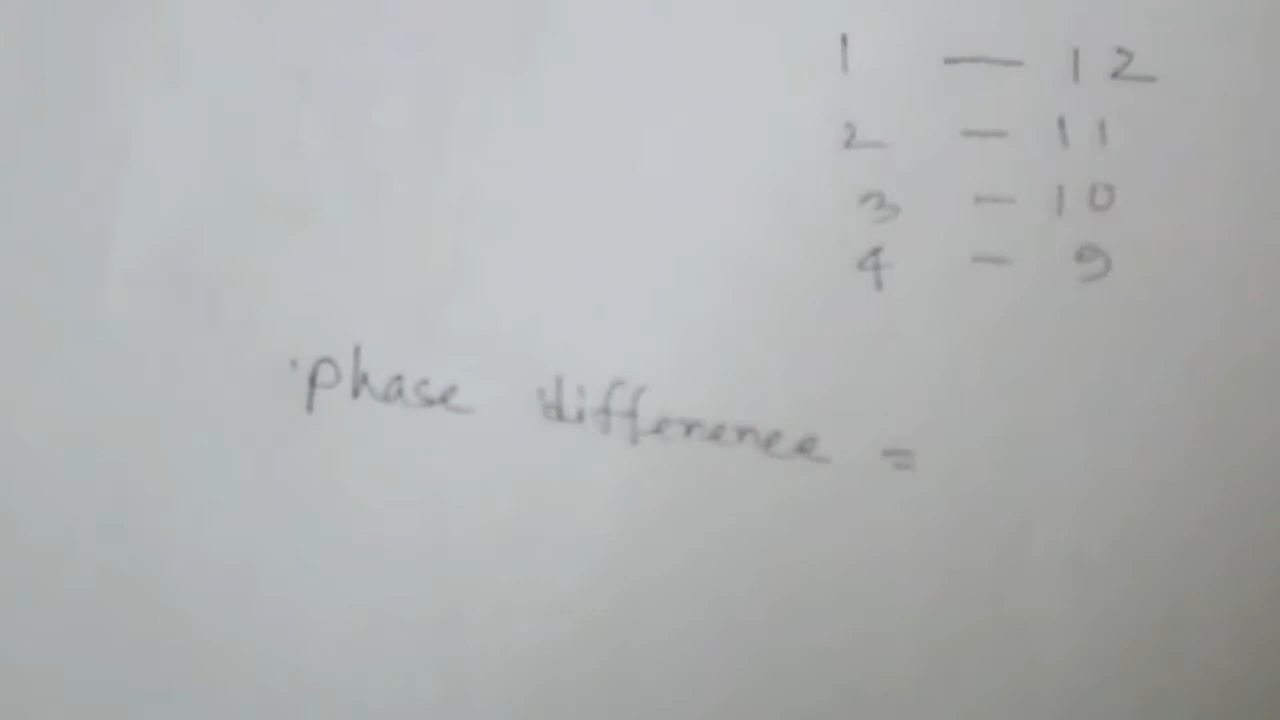 1 — 12
2 — 11
3 — 10
4 — 9
phase difference =